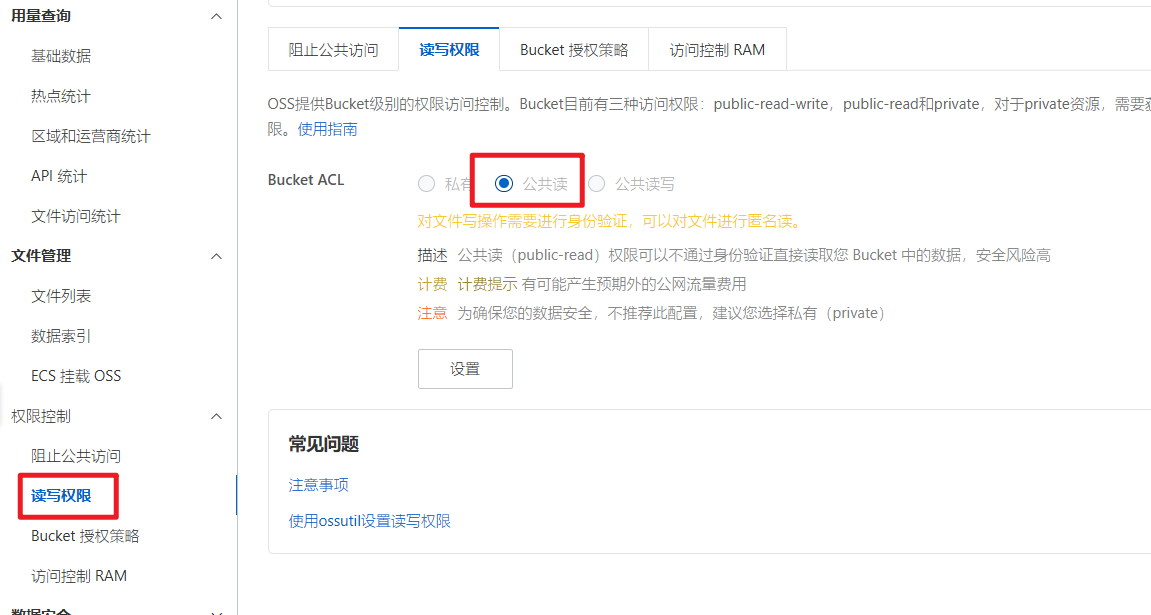 用量查询
基础数据
热点统计
区域和运营商统计
API 统计
文件访问统计
文件管理
文件列表
数据索引
ECS 挂载 OSS
权限控制
阻止公共访问
读写权限
Bucket 授权策略
访问控制 RAM
数据安全
阻止公共访问
读写权限
Bucket 授权策略
访问控制 RAM
OSS提供Bucket级别的权限访问控制。Bucket目前有三种访问权限：public-read-write，public-read和private，对于private资源，需要获
限。使用指南
Bucket ACL
私有
公共读
公共读写
对文件写操作需要进行身份验证，可以对文件进行匿名读。
描述 公共读（public-read）权限可以不通过身份验证直接读取您 Bucket 中的数据，安全风险高
计费 计费提示 有可能产生预期外的公网流量费用
注意 为确保您的数据安全，不推荐此配置，建议您选择私有（private）
设置
常见问题
注意事项
使用ossutil设置读写权限